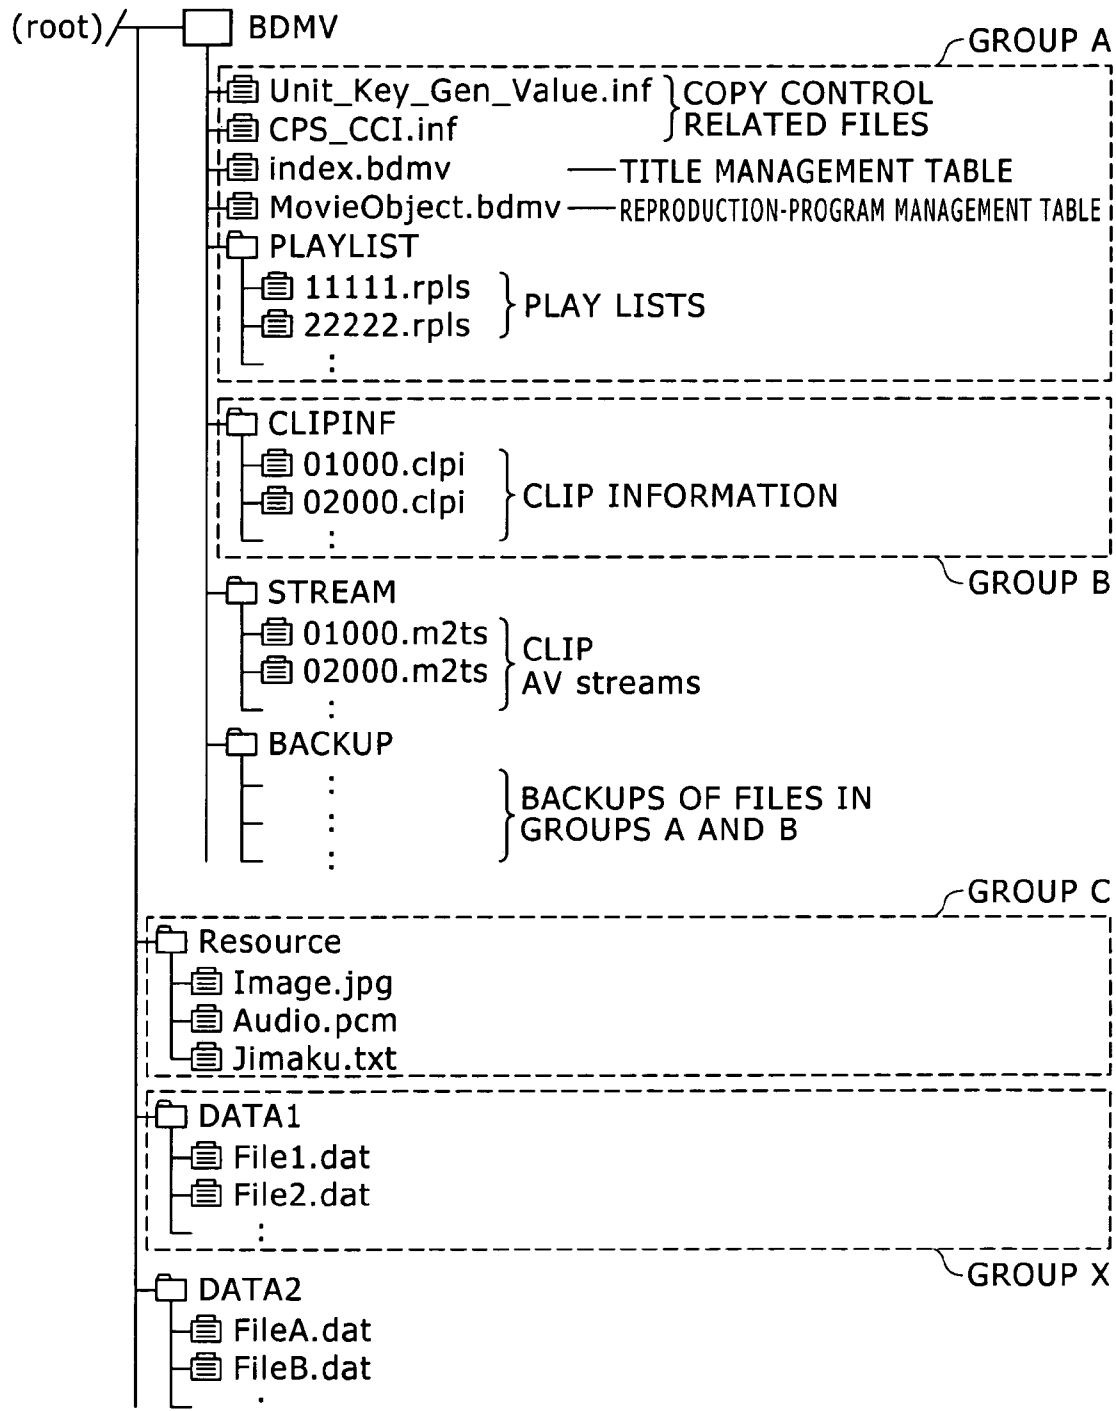 (root)/ BDMV
GROUP A
Unit_Key_Gen_Value.inf COPY CONTROL
CPS_CCI.inf RELATED FILES
index.bdmv TITLE MANAGEMENT TABLE
MovieObject.bdmv REPRODUCTION-PROGRAM MANAGEMENT TABLE
PLAYLIST
11111.rpls
PLAY LISTS
22222.rpls
:
CLIPINF
01000.clpi
CLIP INFORMATION
02000.clpi
:
GROUP B
STREAM
01000.m2ts CLIP
02000.m2ts AV streams
:
BACKUP
:
BACKUPS OF FILES IN
: GROUPS A AND B
:
GROUP C
Resource
Image.jpg
Audio.pcm
Jimaku.txt
DATA1
File1.dat
File2.dat
:
GROUP X
DATA2
FileA.dat
FileB.dat
.